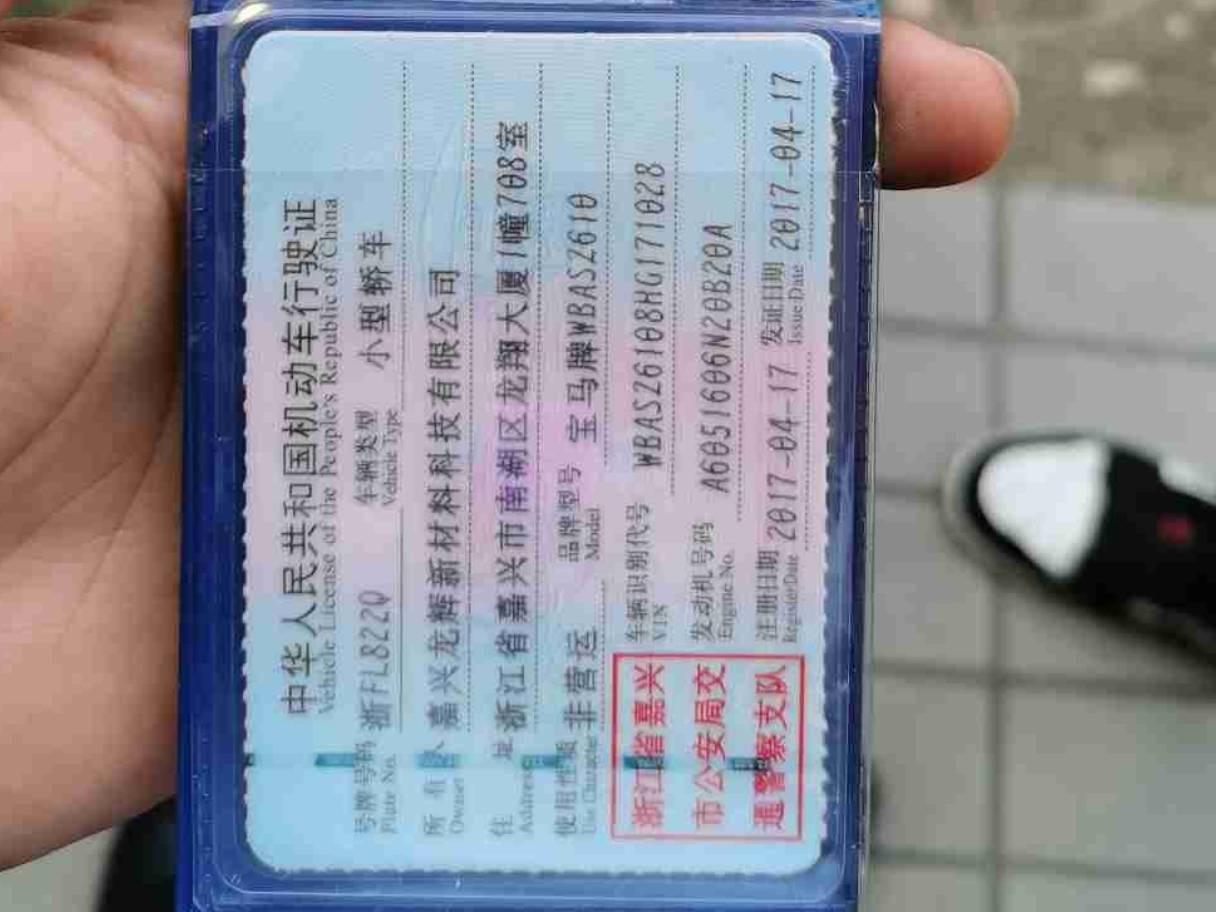 中华人民共和国机动车行驶证
Vehicle License of the People's Republic of China
号牌号码 浙FL822Q 车辆类型 小型轿车
Plate No. Vehicle Type
所有人 嘉兴龙辉新材料科技有限公司
Owner
住址 浙江省嘉兴市南湖区龙翔大厦1幢708室
Address
使用性质 非营运 品牌型号 宝马牌WBAS2610
Use Character Model
浙江省嘉兴
市公安局交
通警察支队
车辆识别代号 WBAS26108HG171028
VIN
发动机号码 A6051606N20B20A
Engine No.
注册日期 2017-04-17 发证日期 2017-04-17
Register Date Issue Date